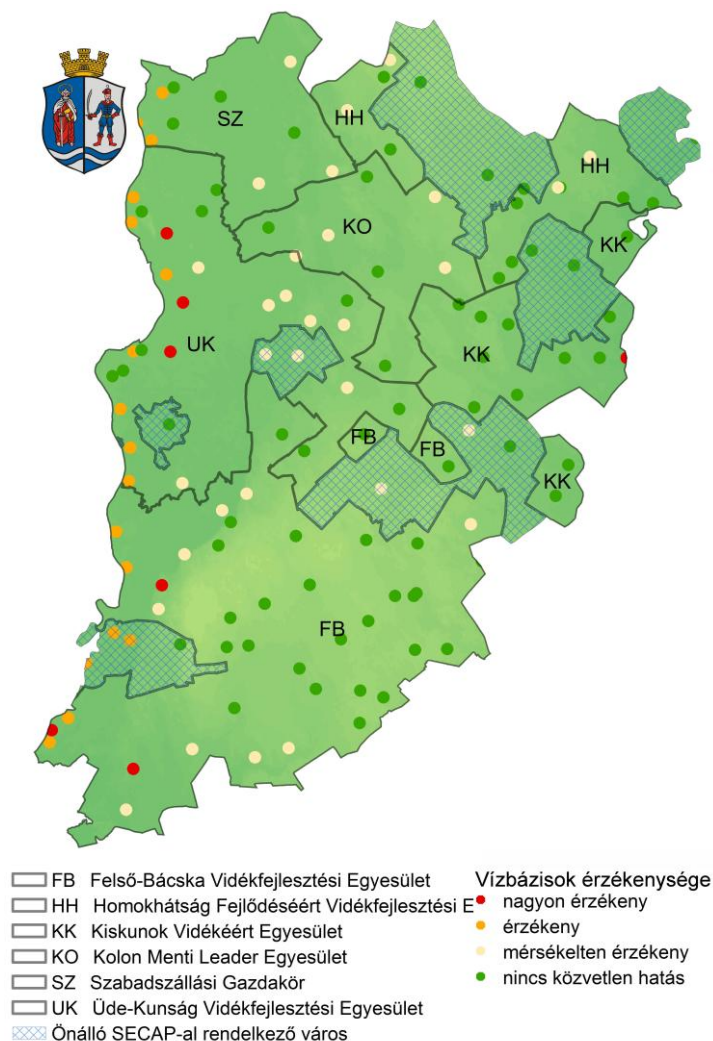 SZ
HH
HH
KO
KK
UK
KK
FB
FB
KK
FB
FB Felső-Bácska Vidékfejlesztési Egyesület
HH Homokhátság Fejlődéséért Vidékfejlesztési E
KK Kiskunok Vidékéért Egyesület
KO Kolon Menti Leader Egyesület
SZ Szabadszállási Gazdakör
UK Üde-Kunság Vidékfejlesztési Egyesület
Önálló SECAP-al rendelkező város
Vízbázisok érzékenysége
nagyon érzékeny
érzékeny
mérsékelten érzékeny
nincs közvetlen hatás